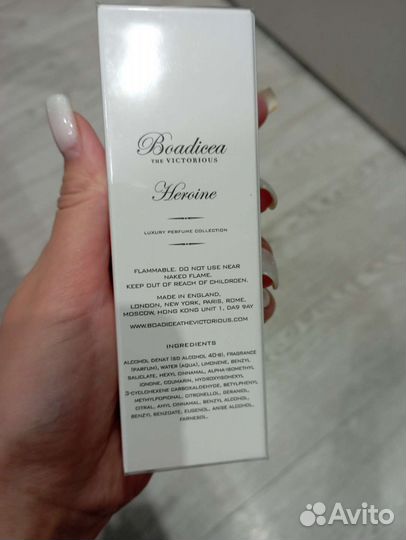 Boadicea
THE VICTORIOUS
Heroine
LUXURY PERFUME COLLECTION
FLAMMABLE. DO NOT USE NEAR
NAKED FLAME.
KEEP OUT OF REACH OF CHILDOREN.
MADE IN ENGLAND,
LONDON, NEW YORK, PARIS, ROME,
MOSCOW, HONG KONG UNIT 1, DA9 9AY
WWW.BOADICEATHEVICTORIOUS.COM
INGREDIENTS
ALCOHOL DENAT (SD ALCOHOL 40-B), FRAGRANCE
(PARFUM), WATER (AQUA), LIMONENE, BENZYL
SALICLATE, HEXYL CINNAMAL, ALPHA-ISOMETHYL
IONONE, COUMARIN, HYDROXYISOHEXYL
3-CYCLOHEXENE CARBOXALDEHYDE, BETYLPHENYL
METHYLPOPIONAL, CITRONELLOL, GERANIOL,
CITRAL, AMYL CINNAMAL, BENZYL ALCOHOL,
BENZYL BENZOATE, EUGENOL, ANISE ALCOHOL,
FARNESOL.
Avito